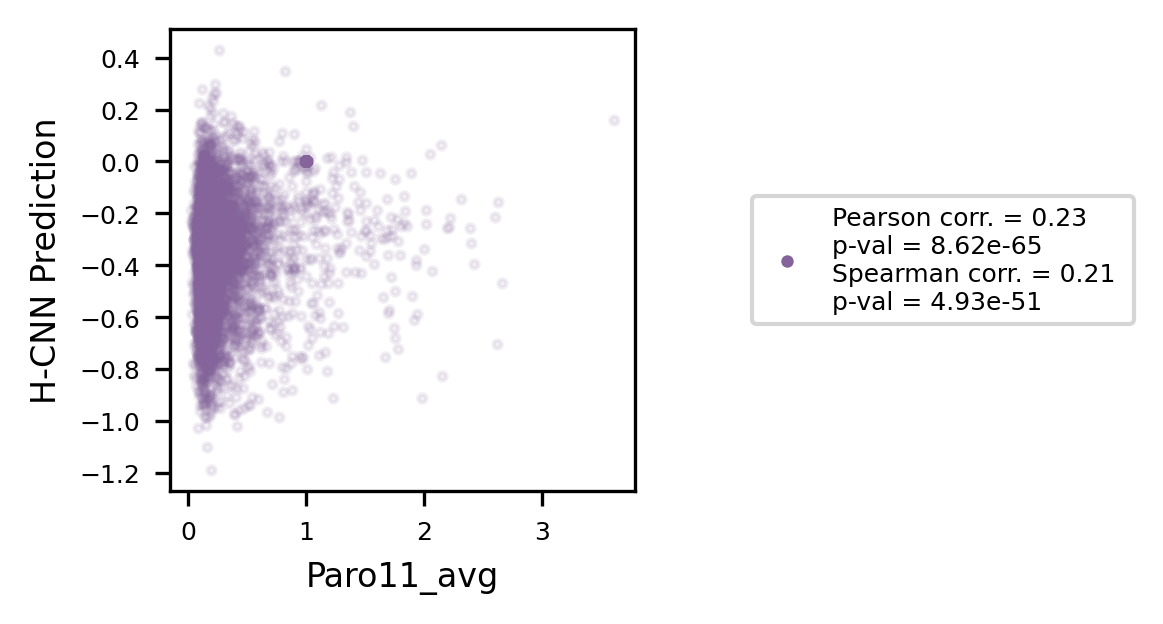 0.4
0.2
0.0
−0.2
−0.4
−0.6
−0.8
−1.0
−1.2
H-CNN Prediction
0 1 2 3
Paro11_avg
Pearson corr. = 0.23
p-val = 8.62e-65
Spearman corr. = 0.21
p-val = 4.93e-51